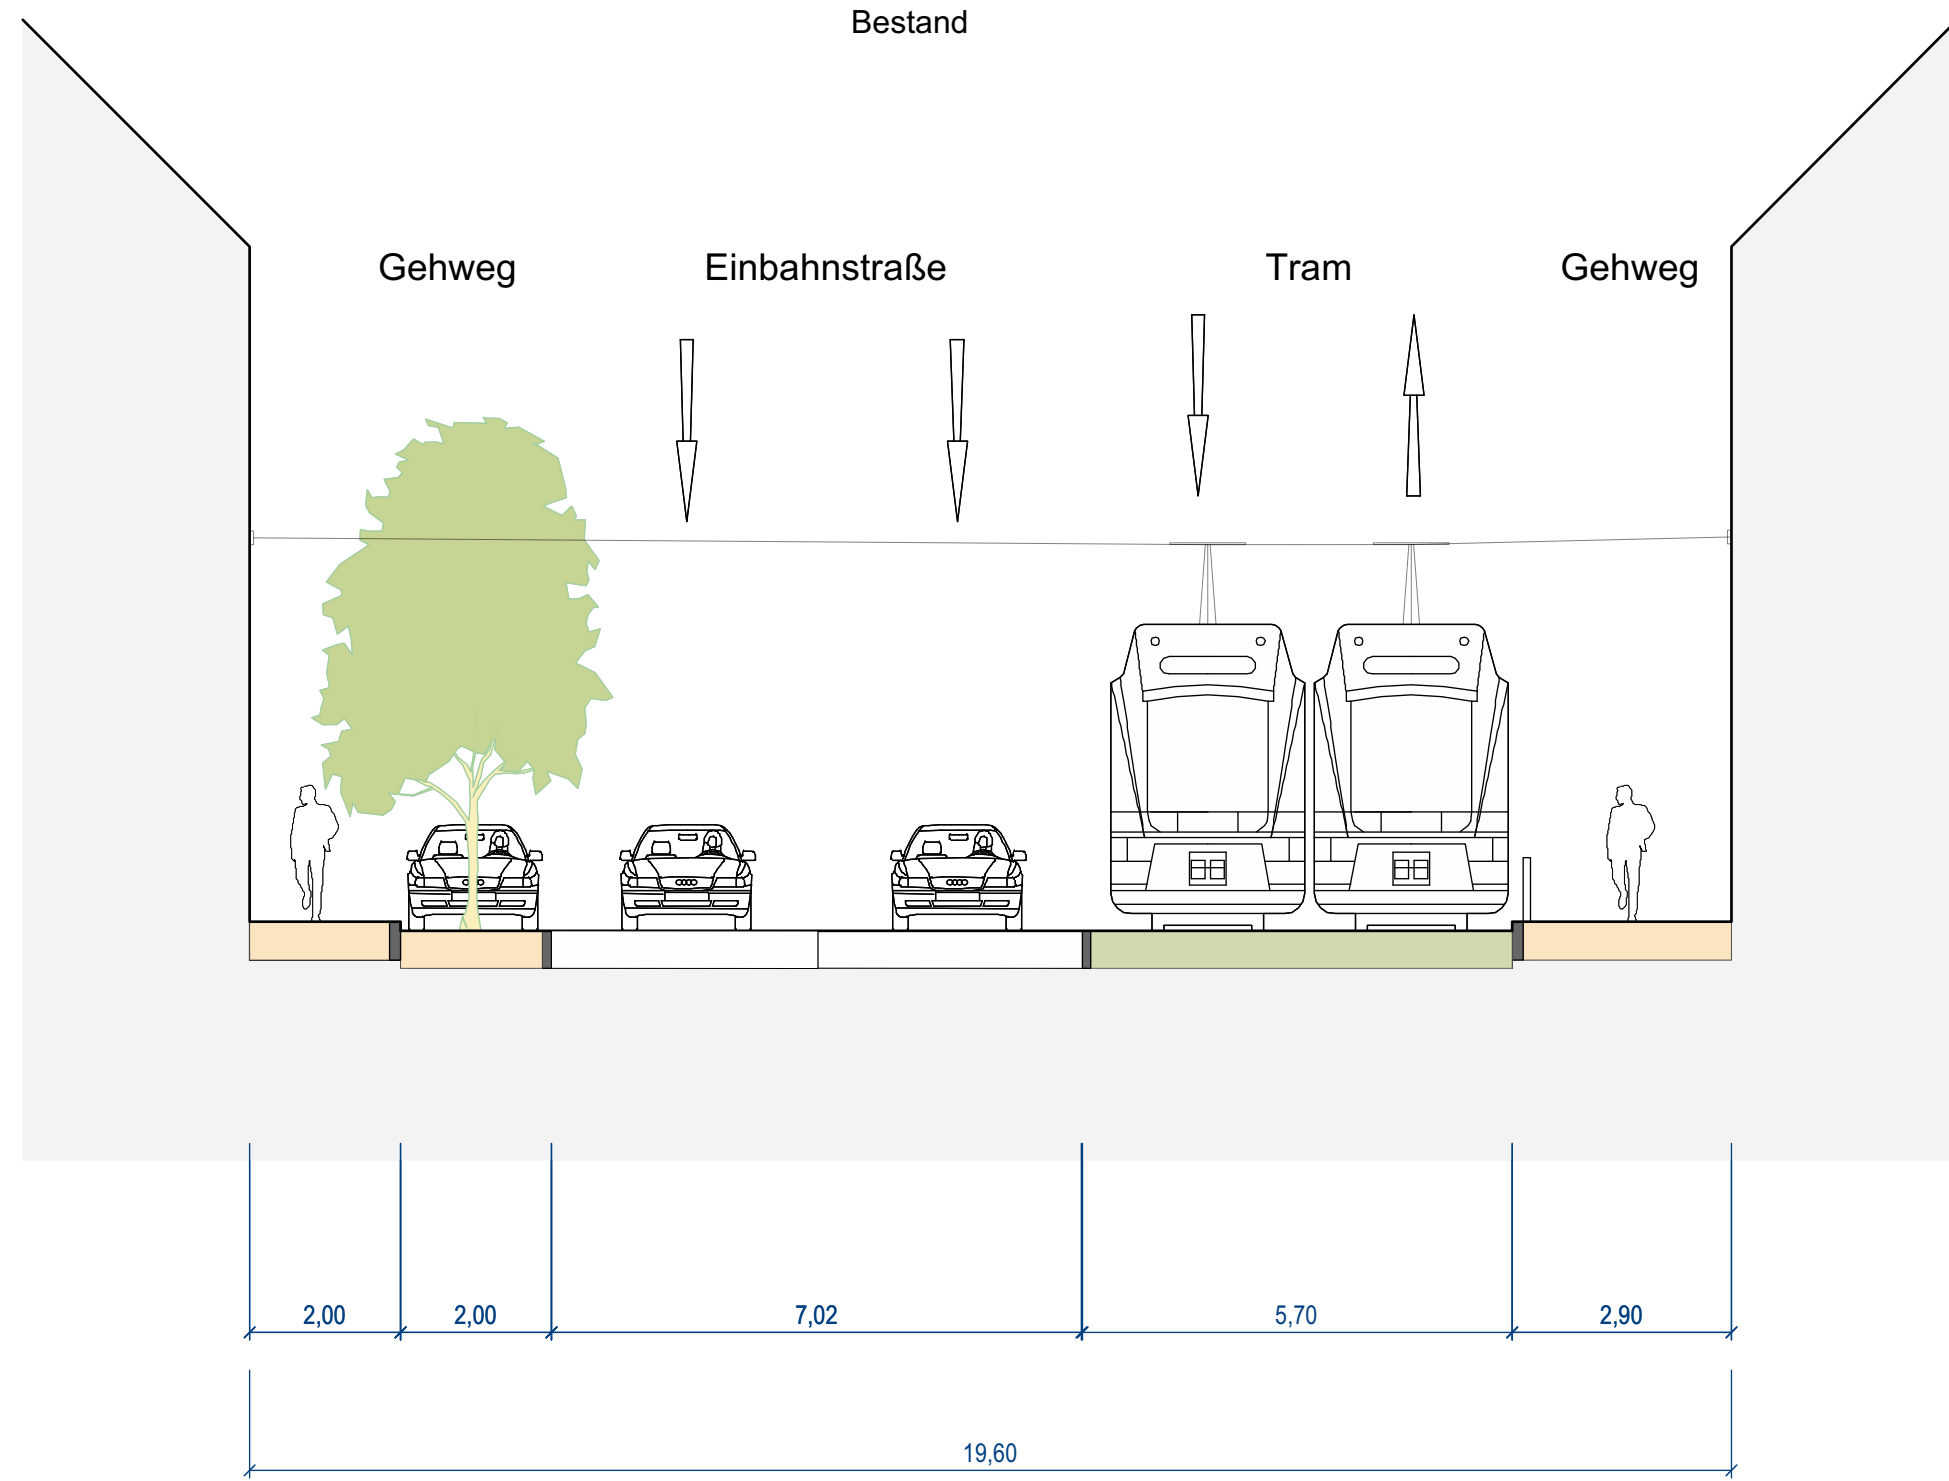 Bestand
Gehweg
Einbahnstraße
Tram
Gehweg
2,00
2,00
7,02
5,70
2,90
19,60